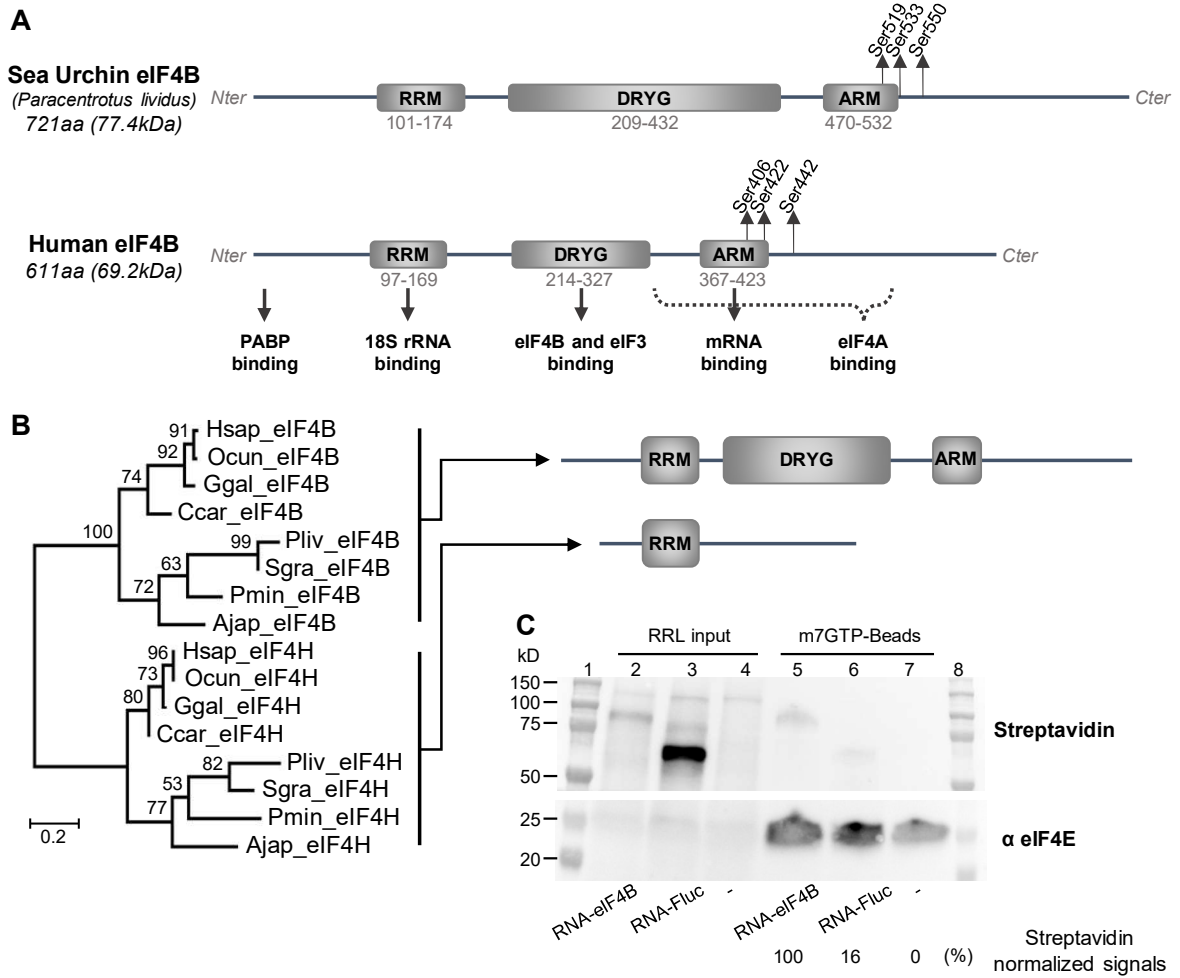 A
Sea Urchin eIF4B
(Paracentrotus lividus)
721aa (77.4kDa)
Nter
RRM
DRYG
ARM
Cter
101-174
209-432
470-532
Ser519
Ser533
Ser550
Human eIF4B
611aa (69.2kDa)
Nter
RRM
DRYG
ARM
Cter
97-169
214-327
367-423
Ser406
Ser422
Ser442
PABP
binding
18S rRNA
binding
eIF4B and eIF3
binding
mRNA
binding
eIF4A
binding
B
91
92
74
100
99
63
72
96
73
80
82
53
77
Hsap_eIF4B
Ocun_eIF4B
Ggal_eIF4B
Ccar_eIF4B
Pliv_eIF4B
Sgra_eIF4B
Pmin_eIF4B
Ajap_eIF4B
Hsap_eIF4H
Ocun_eIF4H
Ggal_eIF4H
Ccar_eIF4H
Pliv_eIF4H
Sgra_eIF4H
Pmin_eIF4H
Ajap_eIF4H
0.2
RRM
DRYG
ARM
RRM
C
RRL input
m7GTP-Beads
kD
1 2 3 4 5 6 7 8
150
100
75
50
25
20
Streptavidin
α eIF4E
RNA-eIF4B
RNA-Fluc
-
RNA-eIF4B
RNA-Fluc
-
100 16 0 (%)
Streptavidin
normalized signals